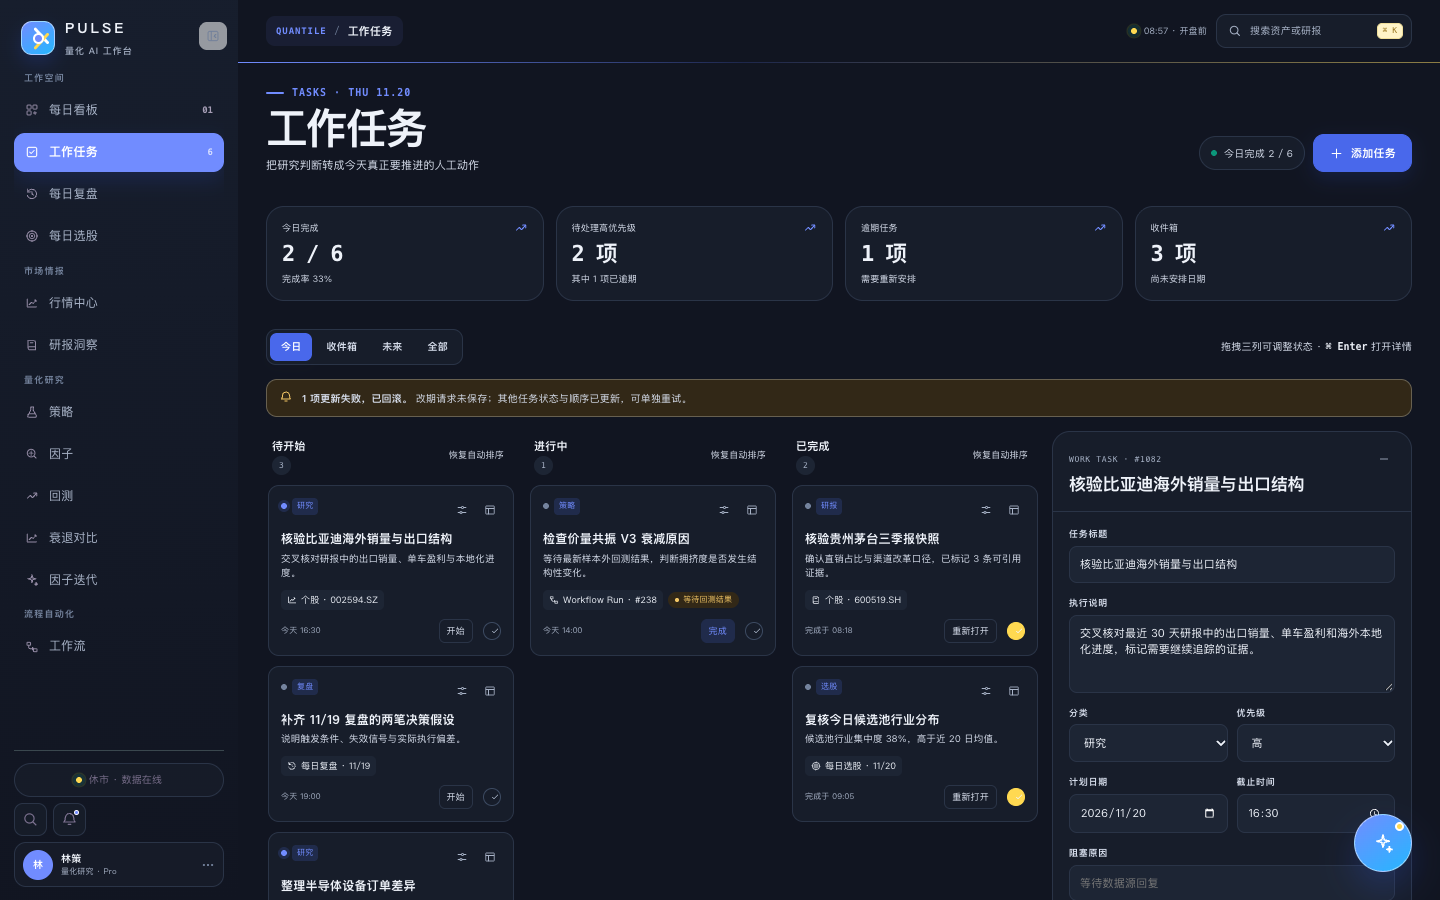 PULSE
量化 AI 工作台
工作空间
每日看板
01
工作任务
6
每日复盘
每日选股
市场情报
行情中心
研报洞察
量化研究
策略
因子
回测
衰退对比
因子迭代
流程自动化
工作流
休市 · 数据在线
林
林策
量化研究 · Pro
QUANTILE / 工作任务
08:57 · 开盘前
搜索资产或研报
⌘ K
TASKS · THU 11.20
工作任务
把研究判断转成今天真正要推进的人工动作
今日完成 2 / 6
添加任务
今日完成
2 / 6
完成率 33%
待处理高优先级
2 项
其中 1 项已逾期
逾期任务
1 项
需要重新安排
收件箱
3 项
尚未安排日期
今日
收件箱
未来
全部
拖拽三列可调整状态 · ⌘ Enter 打开详情
1 项更新失败，已回滚。 改期请求未保存；其他任务状态与顺序已更新，可单独重试。
待开始
3
恢复自动排序
研究
核验比亚迪海外销量与出口结构
交叉核对研报中的出口销量、单车盈利与本地化进
度。
个股 · 002594.SZ
今天 16:30
开始
复盘
补齐 11/19 复盘的两笔决策假设
说明触发条件、失效信号与实际执行偏差。
每日复盘 · 11/19
今天 19:00
开始
研究
整理半导体设备订单差异
进行中
1
恢复自动排序
策略
检查价量共振 V3 衰减原因
等待最新样本外回测结果，判断拥挤度是否发生结
构性变化。
Workflow Run · #238
等待回测结果
今天 14:00
完成
已完成
2
恢复自动排序
研报
核验贵州茅台三季报快照
确认直销占比与渠道改革口径，已标记 3 条可引用
证据。
个股 · 600519.SH
完成于 08:18
重新打开
选股
复核今日候选池行业分布
候选池行业集中度 38%，高于近 20 日均值。
每日选股 · 11/20
完成于 09:05
重新打开
WORK TASK · #1082
核验比亚迪海外销量与出口结构
任务标题
核验比亚迪海外销量与出口结构
执行说明
交叉核对最近 30 天研报中的出口销量、单车盈利和海外本地
化进度，标记需要继续追踪的证据。
分类
优先级
研究
高
计划日期
截止时间
2026/11/20
16:30
阻塞原因
等待数据源回复